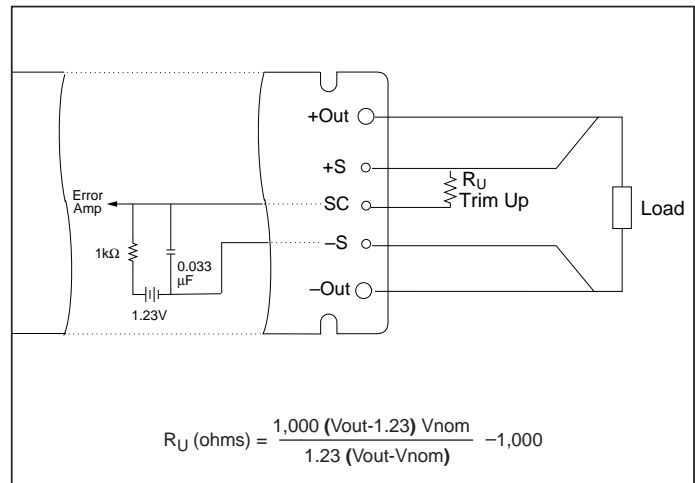 +Out
+S
RU
Trim Up
Error
Amp
SC
Load
–S
1kΩ
0.033
µF
–Out
1.23V
RU (ohms) = 1,000 (Vout-1.23) Vnom / 1.23 (Vout-Vnom) –1,000